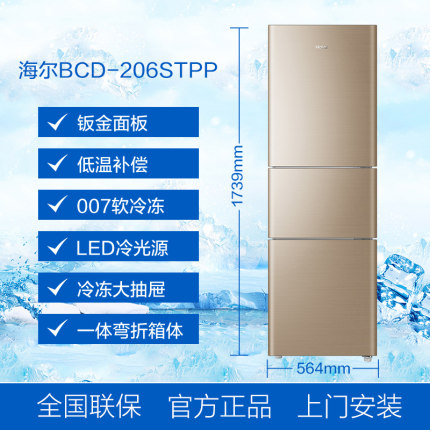 海尔BCD-206STPP
钣金面板
低温补偿
007软冷冻
LED冷光源
冷冻大抽屉
一体弯折箱体
1739mm
564mm
全国联保 官方正品 上门安装